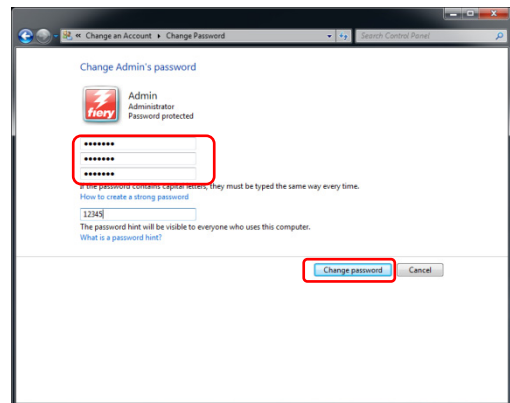 « Change an Account ▸ Change Password
Search Control Panel
Change Admin's password
fiery
Admin
Administrator
Password protected
•••••••
•••••••
•••••••
If the password contains capital letters, they must be typed the same way every time.
How to create a strong password
12345
The password hint will be visible to everyone who uses this computer.
What is a password hint?
Change password
Cancel